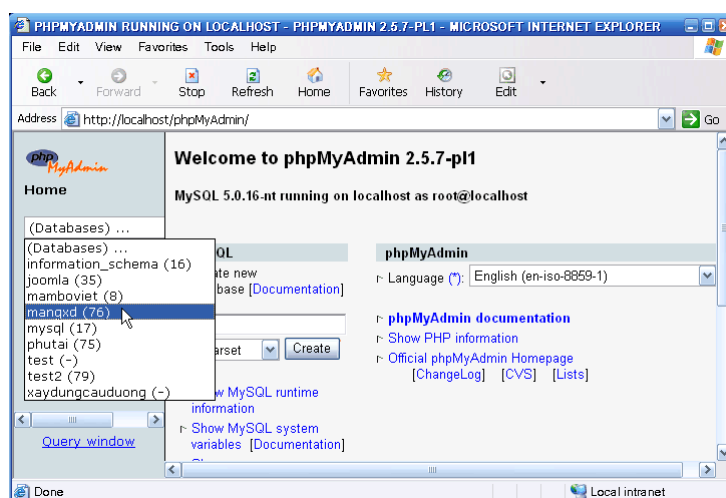 PHPMYADMIN RUNNING ON LOCALHOST - PHPMYADMIN 2.5.7-PL1 - MICROSOFT INTERNET EXPLORER
File Edit View Favorites Tools Help
Back Forward Stop Refresh Home Favorites History Edit
Address http://localhost/phpMyAdmin/ Go
php MyAdmin
Home
(Databases) ...
(Databases) ...
information_schema (16)
joomla (35)
mamboviet (8)
mangxd (76)
mysql (17)
phutai (75)
test (-)
test2 (79)
xaydungcauduong (-)
Query window
Welcome to phpMyAdmin 2.5.7-pl1
MySQL 5.0.16-nt running on localhost as root@localhost
QL
te new
base [Documentation]
arset Create
w MySQL runtime
information
Show MySQL system
variables [Documentation]
phpMyAdmin
Language (*): English (en-iso-8859-1)
phpMyAdmin documentation
Show PHP information
Official phpMyAdmin Homepage
[ChangeLog] [CVS] [Lists]
Done Local intranet